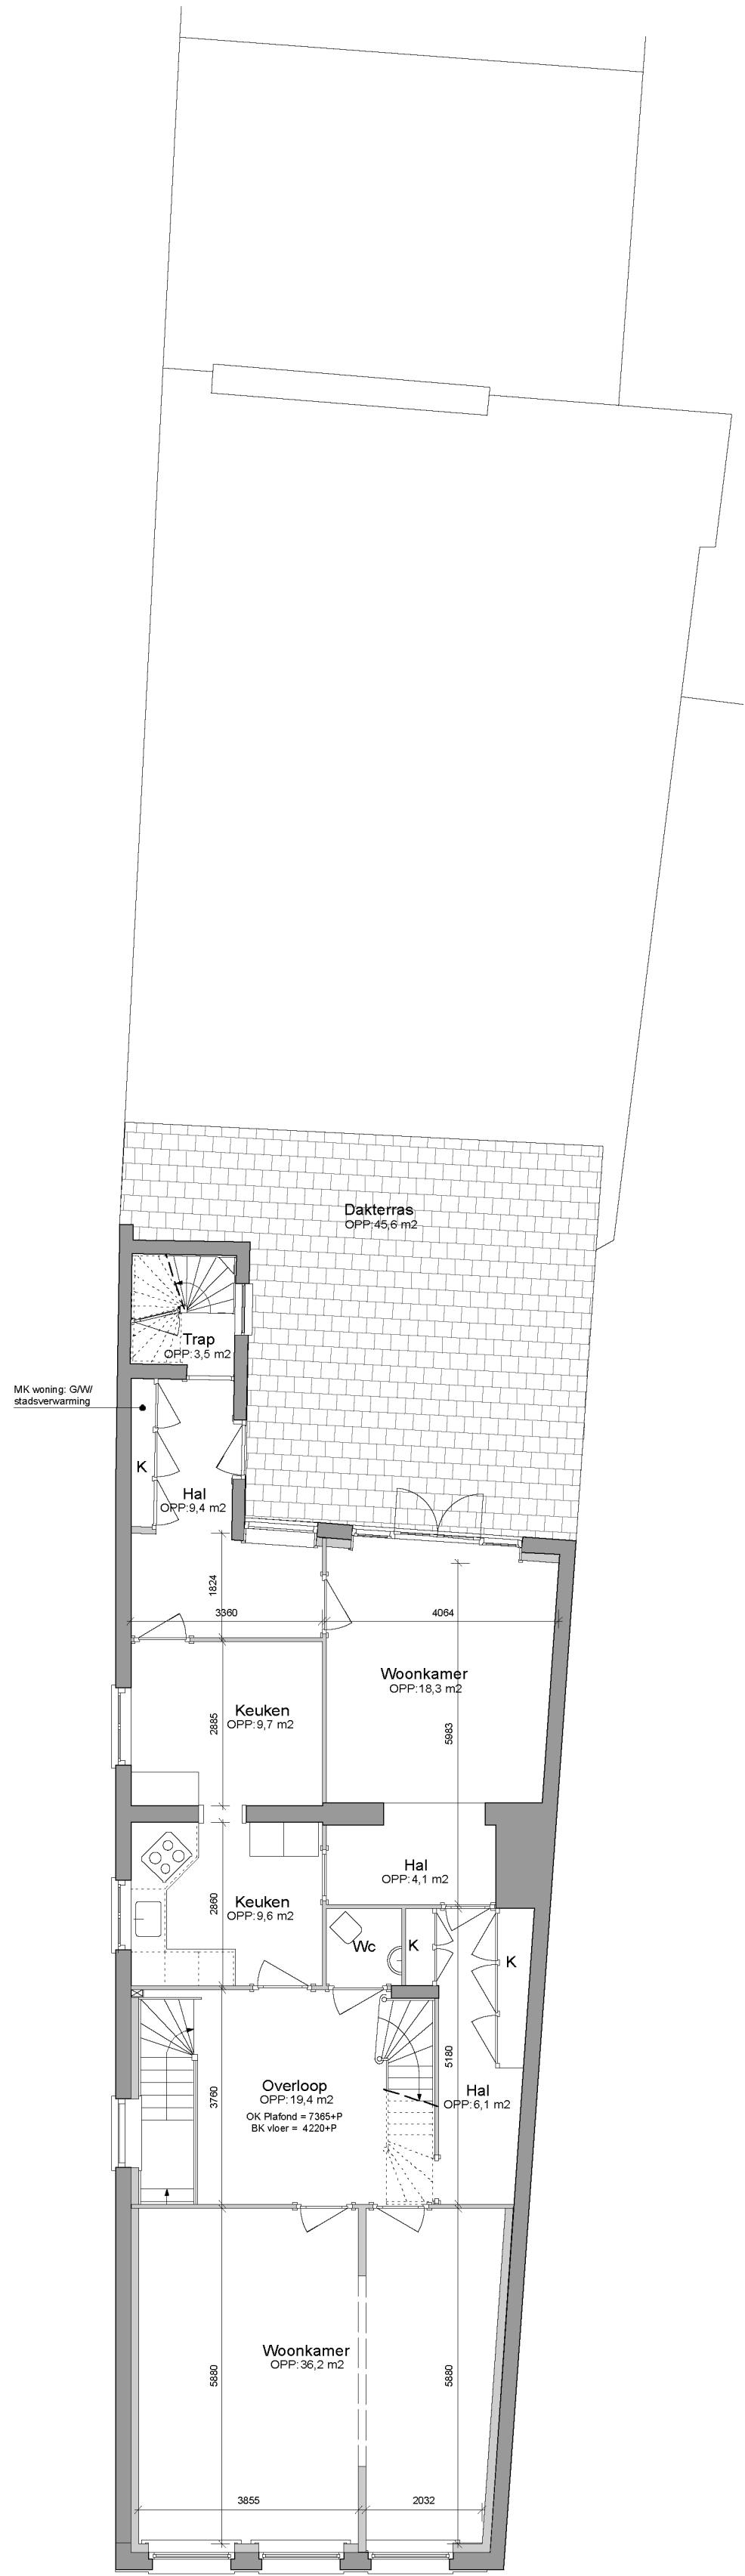 Dakterras
OPP:45,6 m2
Trap
OPP:3,5 m2
MK woning: G/W/
stadsverwarming
K
Hal
OPP:9,4 m2
1824
3360
4064
Woonkamer
OPP:18,3 m2
Keuken
OPP:9,7 m2
2885
5983
Hal
OPP:4,1 m2
Keuken
OPP:9,6 m2
2860
Wc
K
K
Overloop
OPP:19,4 m2
OK Plafond = 7365+P
BK vloer = 4220+P
3760
5180
Hal
OPP:6,1 m2
Woonkamer
OPP:36,2 m2
5880
5880
3855
2032